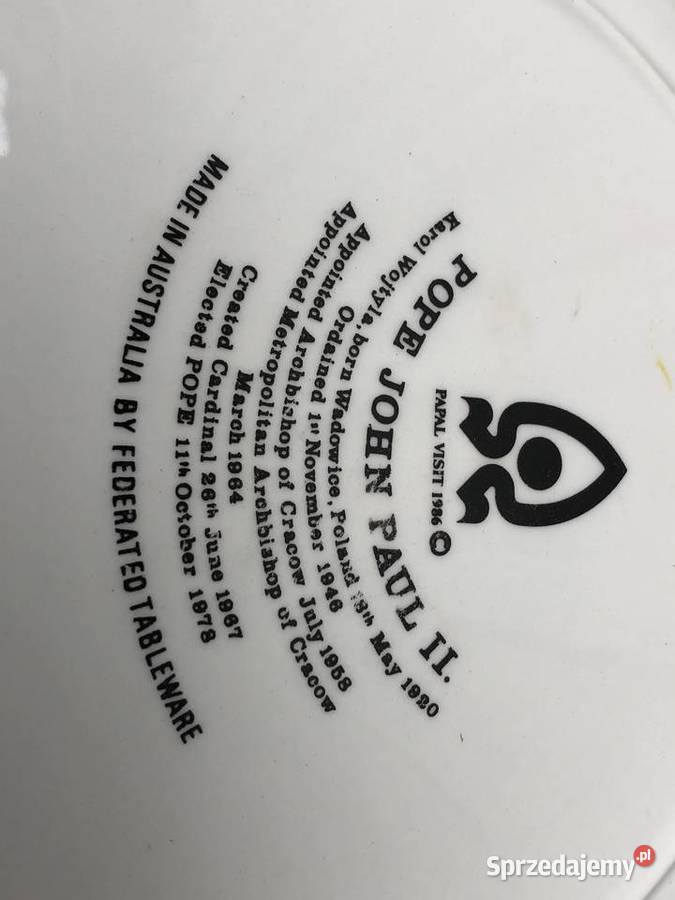 PAPAL VISIT 1986 ©
POPE JOHN PAUL II.
Karol Wojtyla, born Wadowice, Poland 18th May 1920
Ordained 1st November 1946
Appointed Archbishop of Cracow July 1958
Appointed Metropolitan Archbishop of Cracow
March 1964
Created Cardinal 26th June 1967
Elected POPE 11th October 1978
MADE IN AUSTRALIA BY FEDERATED TABLEWARE
Sprzedajemy.pl